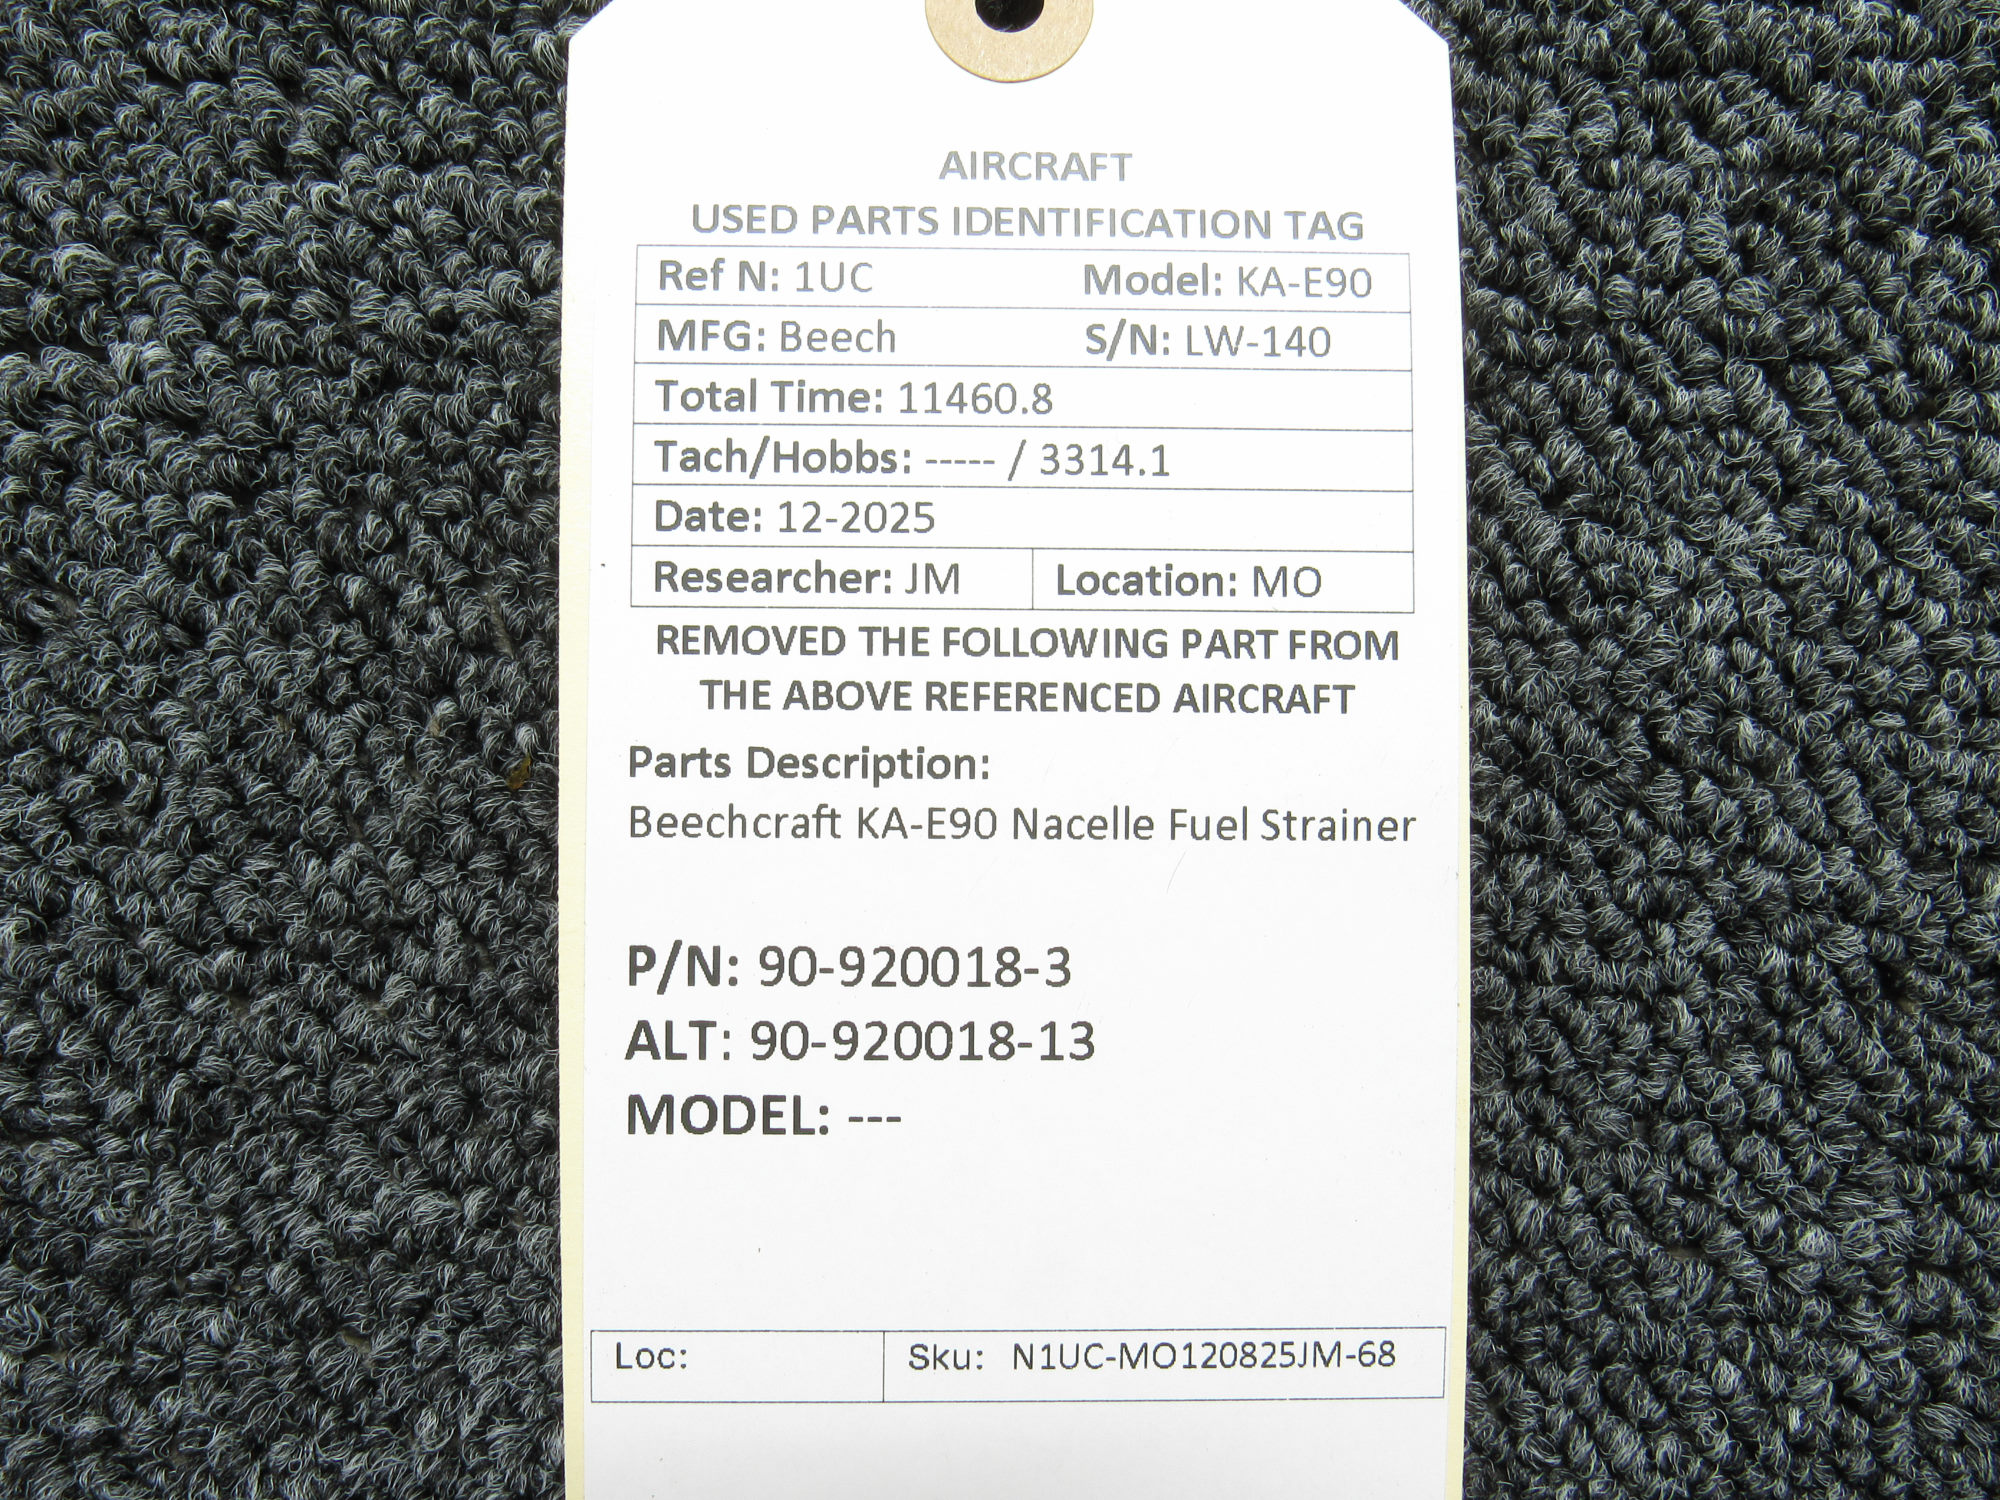 AIRCRAFT
USED PARTS IDENTIFICATION TAG
Ref N: 1UC Model: KA-E90
MFG: Beech S/N: LW-140
Total Time: 11460.8
Tach/Hobbs: ----- / 3314.1
Date: 12-2025
Researcher: JM Location: MO
REMOVED THE FOLLOWING PART FROM
THE ABOVE REFERENCED AIRCRAFT
Parts Description:
Beechcraft KA-E90 Nacelle Fuel Strainer
P/N: 90-920018-3
ALT: 90-920018-13
MODEL: ---
Loc: Sku: N1UC-MO120825JM-68